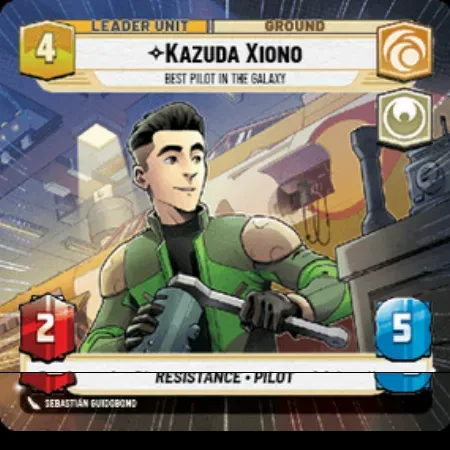 LEADER UNIT GROUND
4
KAZUDA XIONO
BEST PILOT IN THE GALAXY
2
5
RESISTANCE • PILOT
SEBASTIÁN GUIDOBONO